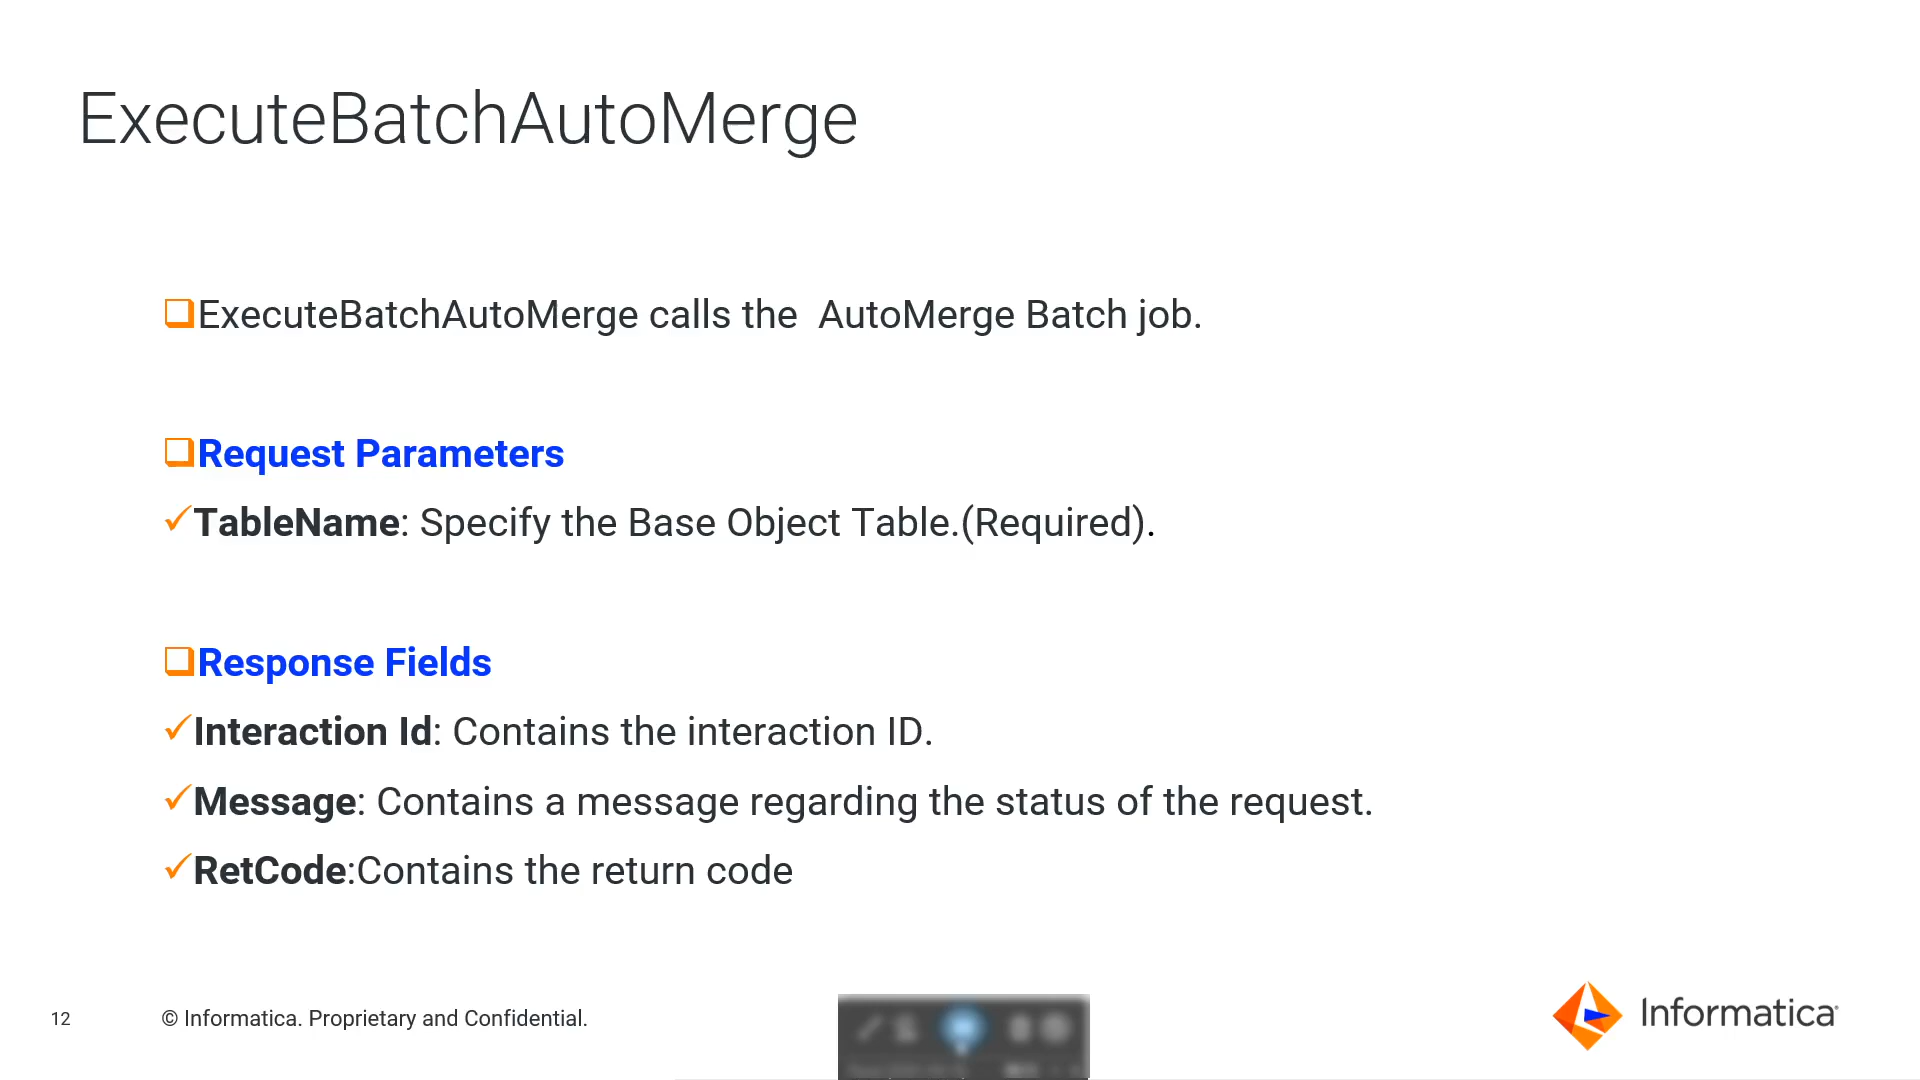 ExecuteBatchAutoMerge
ExecuteBatchAutoMerge calls the  AutoMerge Batch job.
Request Parameters
TableName: Specify the Base Object Table.(Required).
Response Fields
Interaction Id: Contains the interaction ID.
Message: Contains a message regarding the status of the request.
RetCode:Contains the return code
12
© Informatica. Proprietary and Confidential.
Informatica